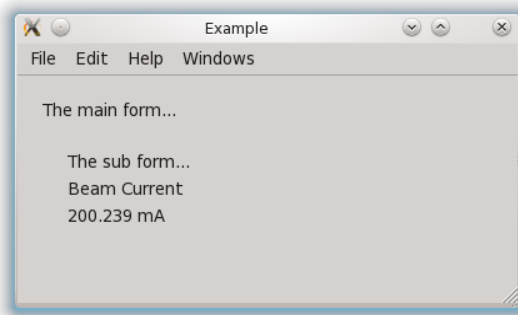 Example
File Edit Help Windows
The main form...
The sub form...
Beam Current
200.239 mA